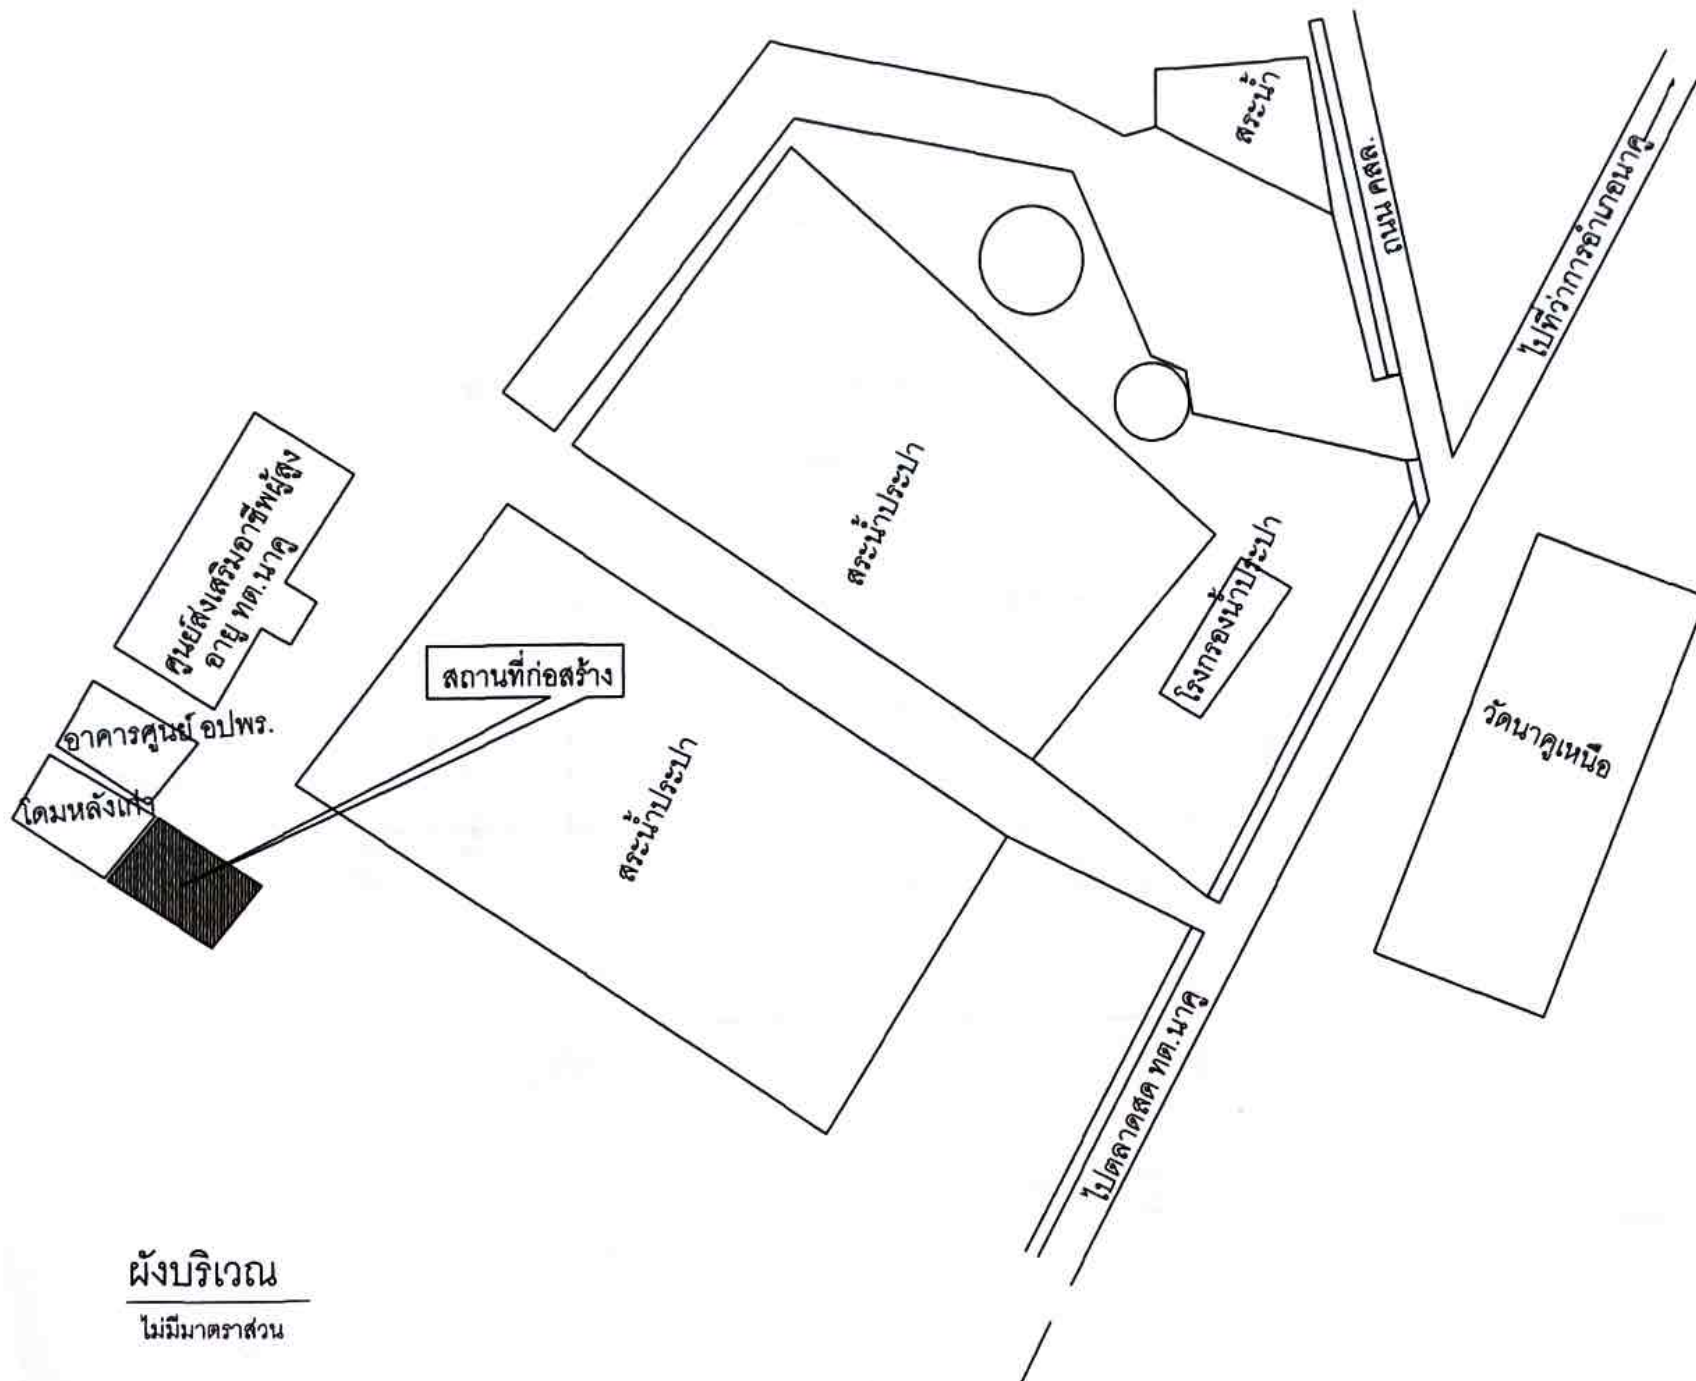 สระน้ำ
ถนน คสล.
ไปที่ว่าการอำเภอนาคู
สระน้ำประปา
โรงกรองน้ำประปา
ศูนย์ส่งเสริมอาชีพผู้สูง
อายุ ทต.นาคู
สถานที่ก่อสร้าง
อาคารศูนย์ อปพร.
โดมหลังเก่า
สระน้ำประปา
วัดนาคูเหนือ
ไปตลาดสด ทต.นาคู
ผังบริเวณ
ไม่มีมาตราส่วน